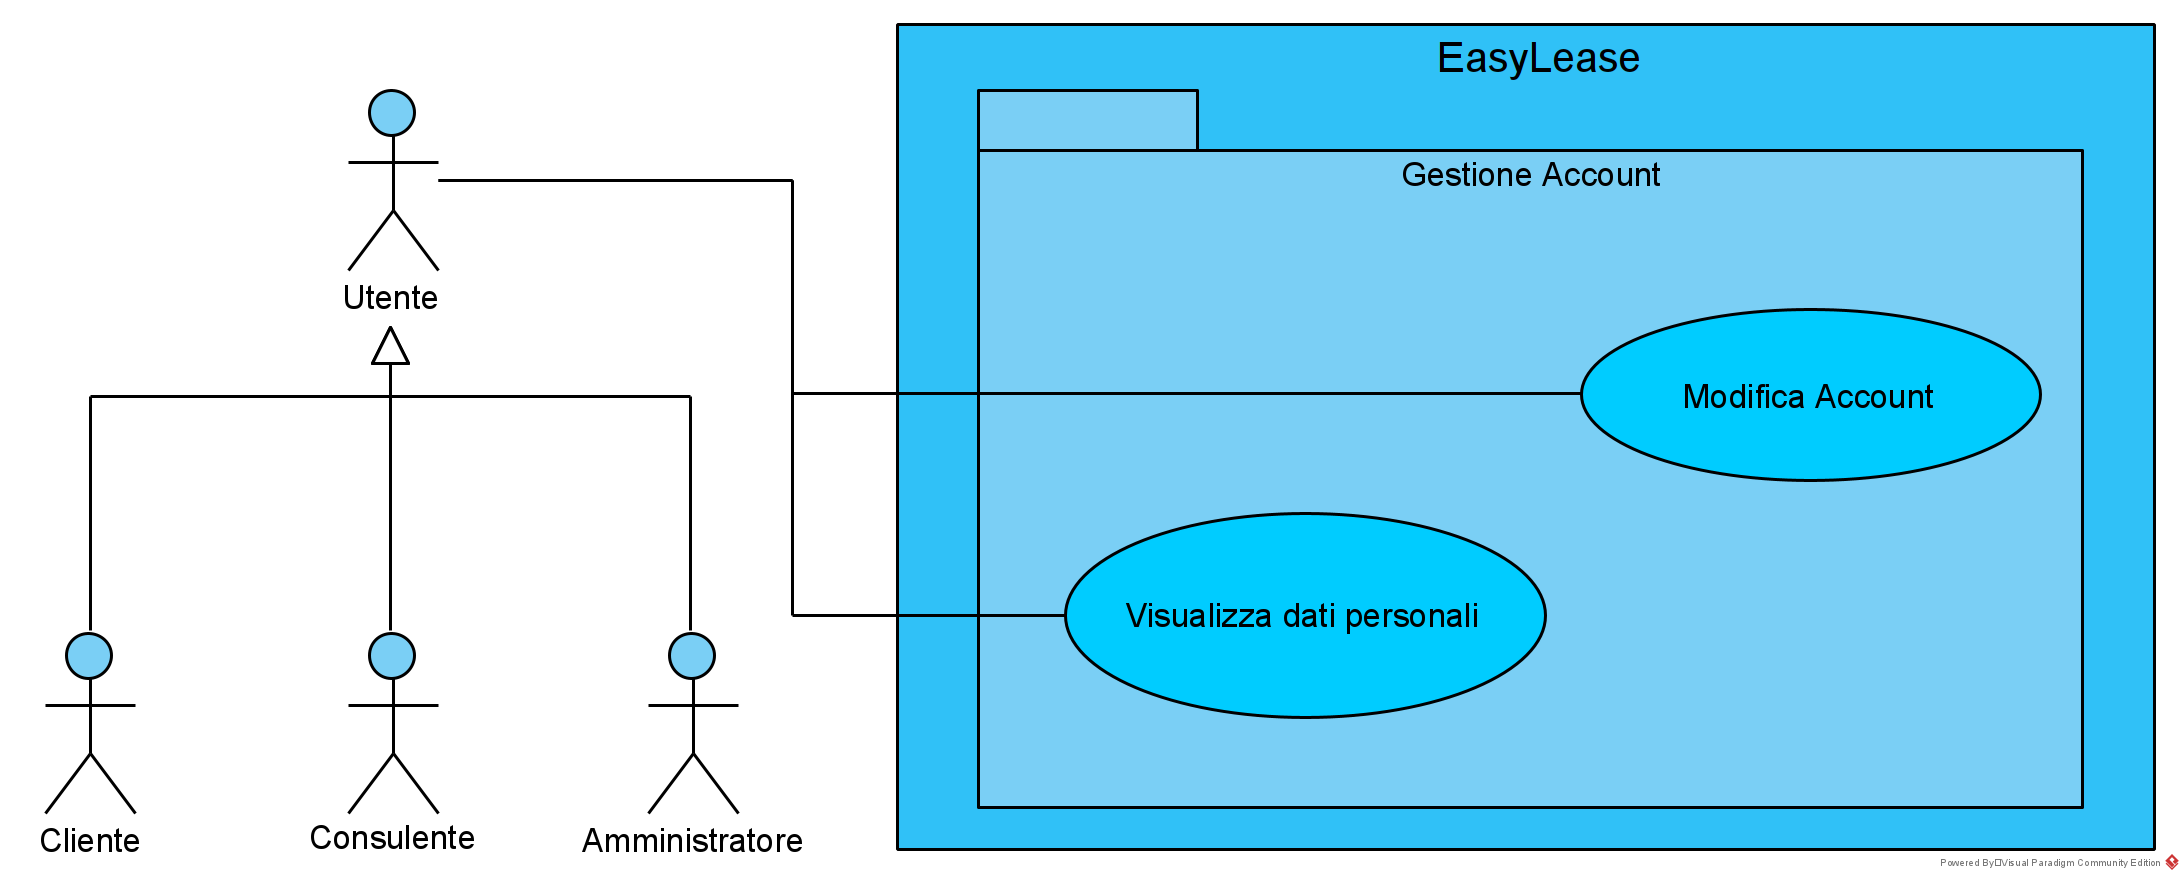 EasyLease
Gestione Account
Utente
Modifica Account
Visualizza dati personali
Cliente
Consulente
Amministratore
Powered By□Visual Paradigm Community Edition